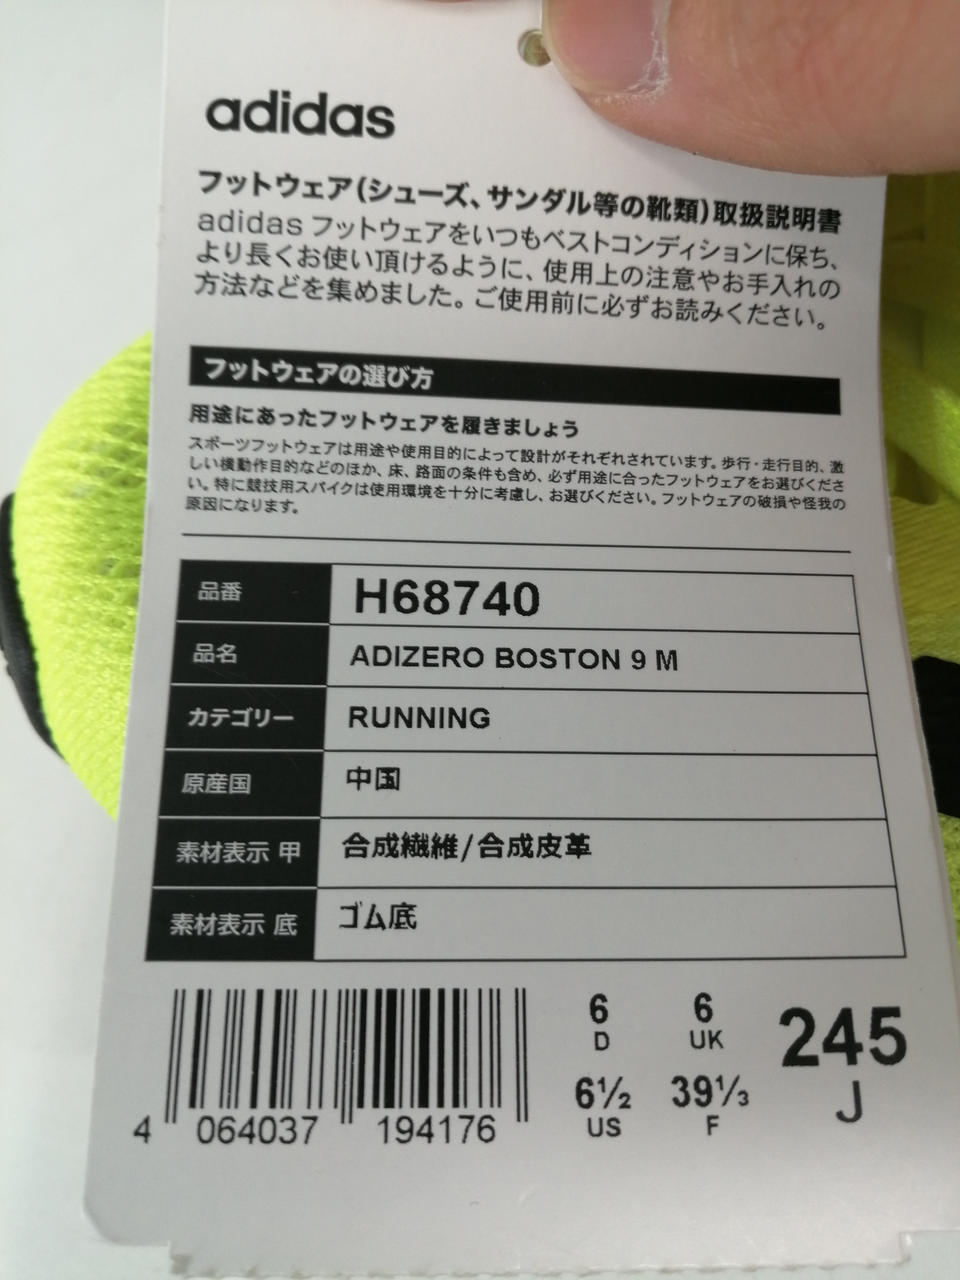 adidas
フットウェア(シューズ、サンダル等の靴類)取扱説明書
adidas フットウェアをいつもベストコンディションに保ち、
より長くお使い頂けるように、使用上の注意やお手入れの
方法などを集めました。ご使用前に必ずお読みください。
フットウェアの選び方
用途にあったフットウェアを履きましょう
スポーツフットウェアは用途や使用目的によって設計がそれぞれされています。歩行・走行目的、激
しい横動作目的などのほか、床、路面の条件も含め、必ず用途に合ったフットウェアをお選びくださ
い。特に競技用スパイクは使用環境を十分に考慮し、お選びください。フットウェアの破損や怪我の
原因になります。
品番 H68740
品名 ADIZERO BOSTON 9 M
カテゴリー RUNNING
原産国 中国
素材表示 甲 合成繊維/合成皮革
素材表示 底 ゴム底
6 6 245
D UK
6½ 39⅓ J
US F
4 064037 194176